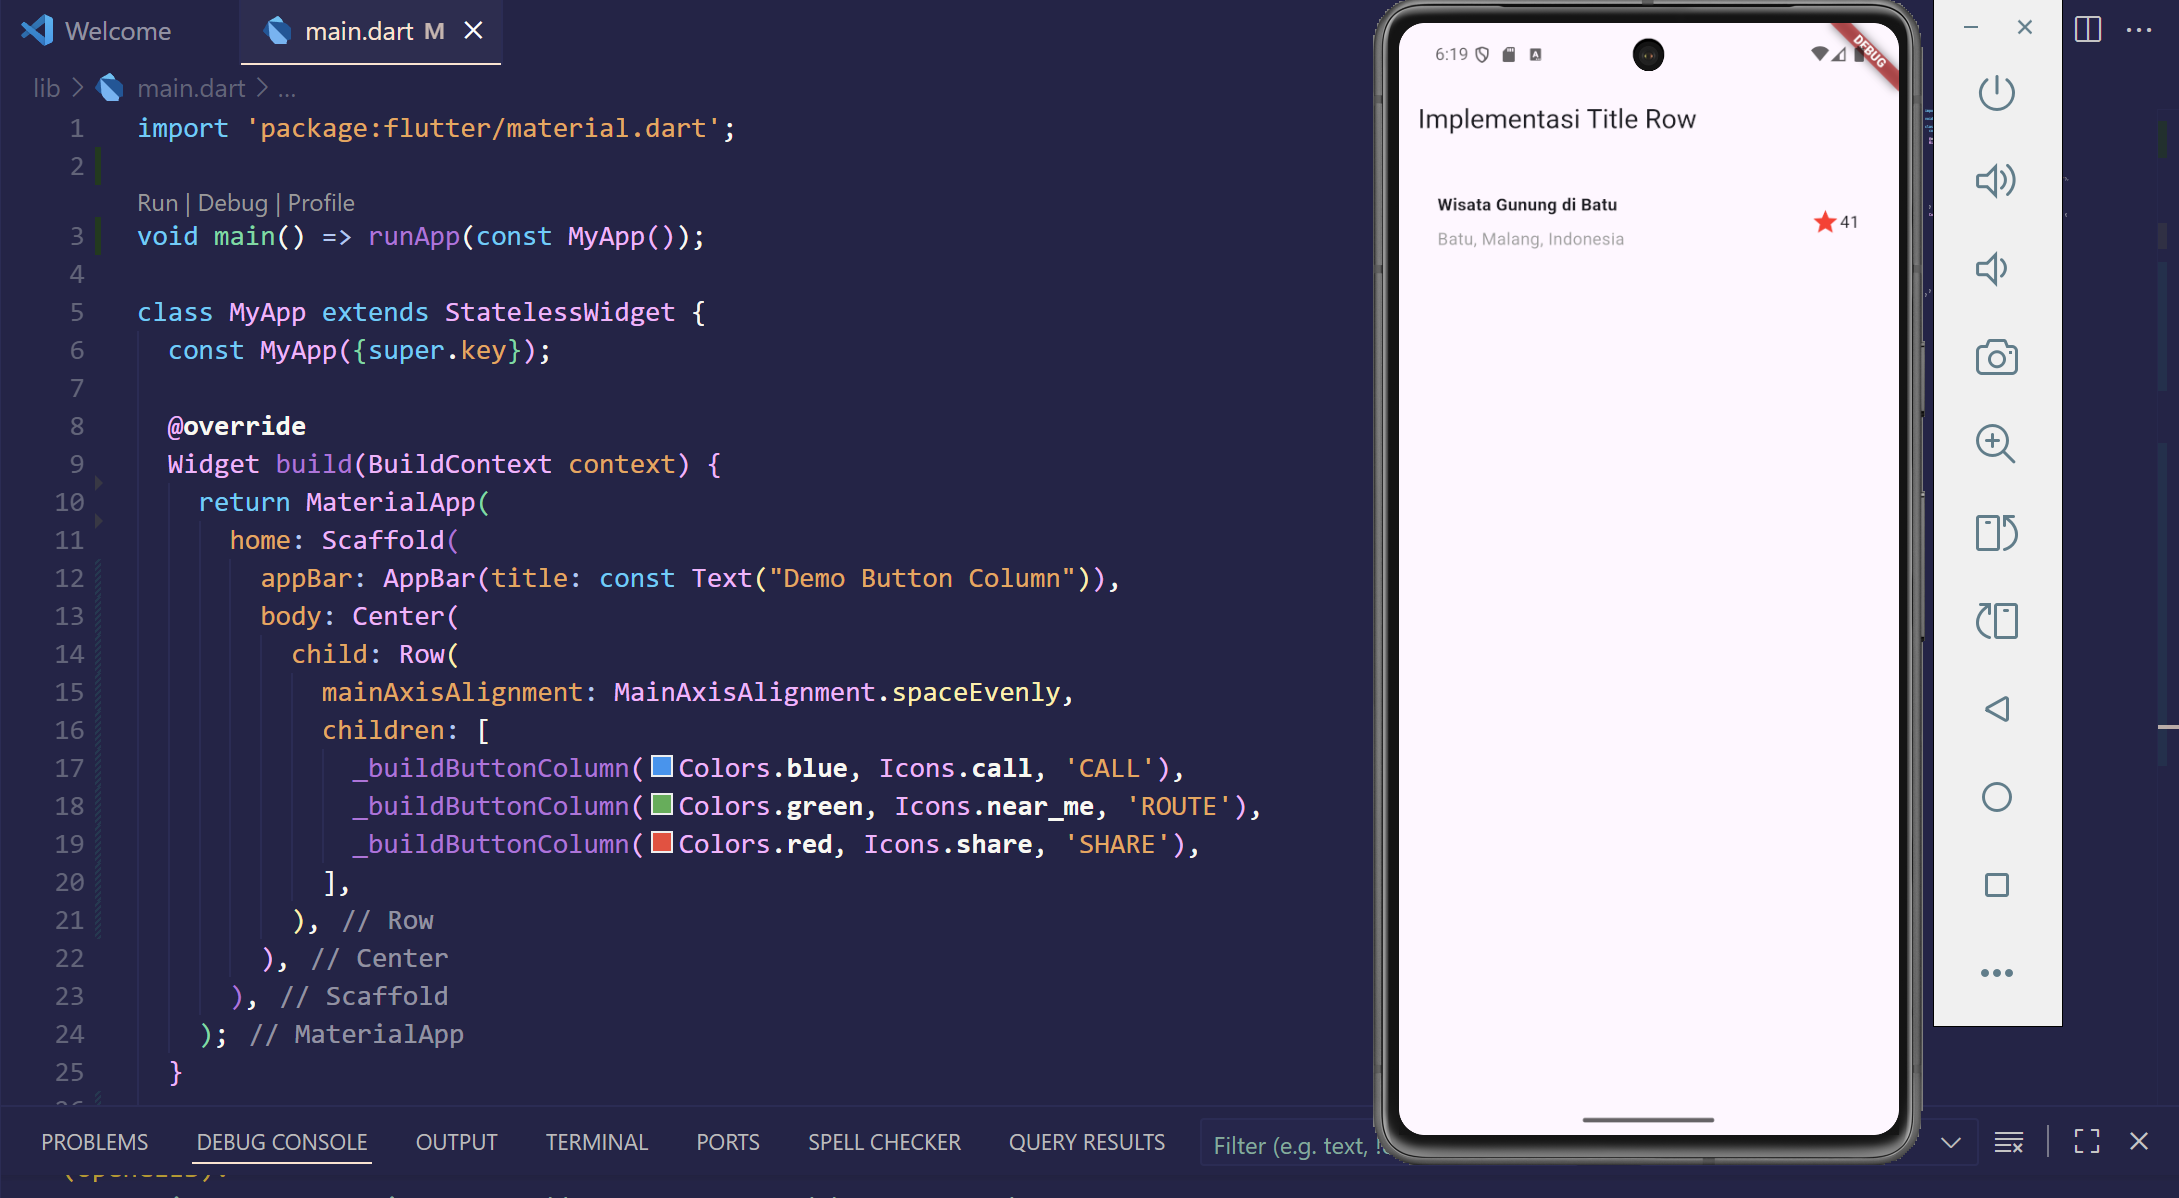 Welcome
main.dart M
lib > main.dart > ...
1 import 'package:flutter/material.dart';
2
Run | Debug | Profile
3 void main() => runApp(const MyApp());
4
5 class MyApp extends StatelessWidget {
6 const MyApp({super.key});
7
8 @override
9 Widget build(BuildContext context) {
10 return MaterialApp(
11 home: Scaffold(
12 appBar: AppBar(title: const Text("Demo Button Column")),
13 body: Center(
14 child: Row(
15 mainAxisAlignment: MainAxisAlignment.spaceEvenly,
16 children: [
17 _buildButtonColumn(Colors.blue, Icons.call, 'CALL'),
18 _buildButtonColumn(Colors.green, Icons.near_me, 'ROUTE'),
19 _buildButtonColumn(Colors.red, Icons.share, 'SHARE'),
20 ],
21 ), // Row
22 ), // Center
23 ), // Scaffold
24 ); // MaterialApp
25 }
PROBLEMS DEBUG CONSOLE OUTPUT TERMINAL PORTS SPELL CHECKER QUERY RESULTS
Filter (e.g. text,
6:19
DEBUG
Implementasi Title Row
Wisata Gunung di Batu
41
Batu, Malang, Indonesia